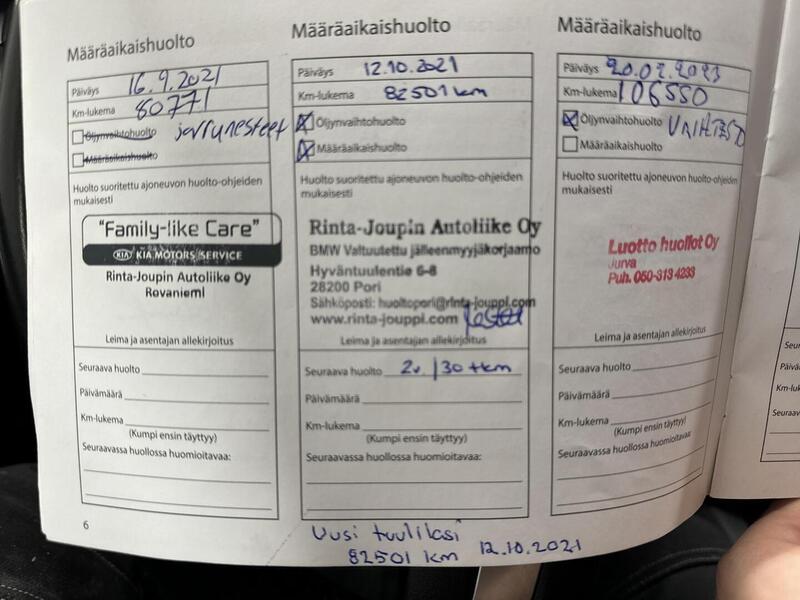 Määräaikaishuolto
Päiväys 16.9.2021
Km-lukema 80771
Öljynvaihtohuolto jarrunesteet
Määräaikaishuolto
Huolto suoritettu ajoneuvon huolto-ohjeiden
mukaisesti
"Family-like Care"
KIA KIA MOTORS SERVICE
Rinta-Joupin Autoliike Oy
Rovaniemi
Leima ja asentajan allekirjoitus
Seuraava huolto
Päivämäärä
Km-lukema
(Kumpi ensin täyttyy)
Seuraavassa huollossa huomioitavaa:
6
Määräaikaishuolto
Päiväys 12.10.2021
Km-lukema 82501 km
Öljynvaihtohuolto
Määräaikaishuolto
Huolto suoritettu ajoneuvon huolto-ohjeiden
mukaisesti
Rinta-Joupin Autoliike Oy
BMW Valtuutettu jälleenmyyjäkorjaamo
Hyväntuulentie 6-8
28200 Pori
Sähköposti: huoltopori@rinta-jouppi.com
www.rinta-jouppi.com
Leima ja asentajan allekirjoitus
Seuraava huolto 2v. / 30 tkm
Päivämäärä
Km-lukema
(Kumpi ensin täyttyy)
Seuraavassa huollossa huomioitavaa:
Uusi tuulilasi
82501 km 12.10.2021
Määräaikaishuolto
Päiväys 20.02.2023
Km-lukema 106550
Öljynvaihtohuolto
Määräaikaishuolto
Huolto suoritettu ajoneuvon huolto-ohjeiden
mukaisesti
Luotto huollot Oy
Jurva
Puh. 050-313 4233
Leima ja asentajan allekirjoitus
Seuraava huolto
Päivämäärä
Km-lukema
(Kumpi ensin täyttyy)
Seuraavassa huollossa huomioitavaa: